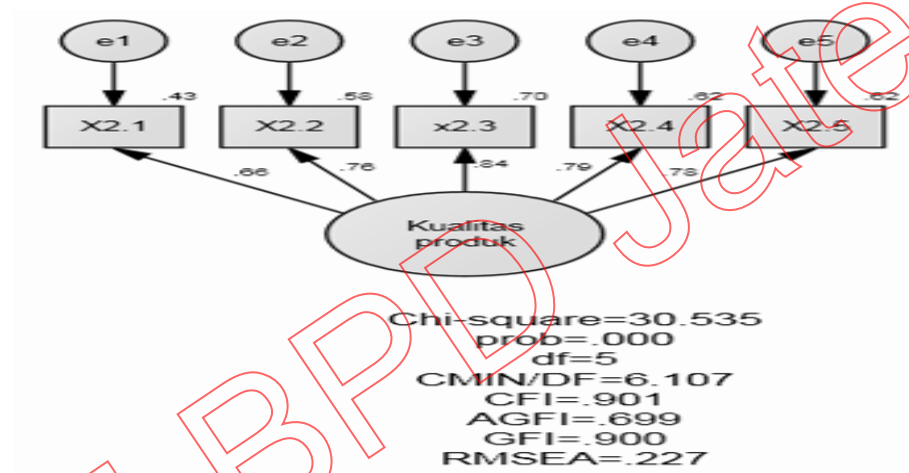 e1 e2 e3 e4 e5
.43 .58 .70 .62 .62
X2.1 X2.2 x2.3 X2.4 X2.5
.66 .76 .84 .79 .78
Kualitas
produk
Chi-square=30.535
prob=.000
df=5
CMIN/DF=6.107
CFI=.901
AGFI=.699
GFI=.900
RMSEA=.227
BPD Jate